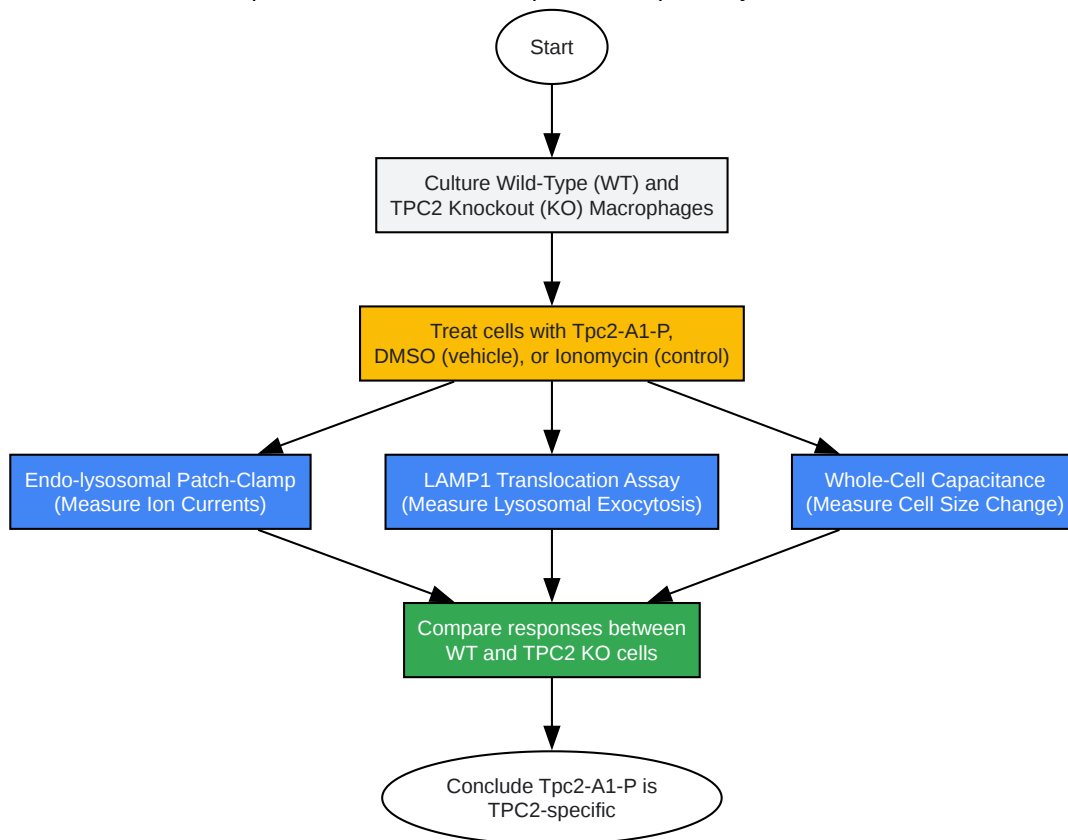 Start
Culture Wild-Type (WT) and
TPC2 Knockout (KO) Macrophages
Treat cells with Tpc2-A1-P,
DMSO (vehicle), or Ionomycin (control)
Endo-lysosomal Patch-Clamp
(Measure Ion Currents)
LAMP1 Translocation Assay
(Measure Lysosomal Exocytosis)
Whole-Cell Capacitance
(Measure Cell Size Change)
Compare responses between
WT and TPC2 KO cells
Conclude Tpc2-A1-P is
TPC2-specific